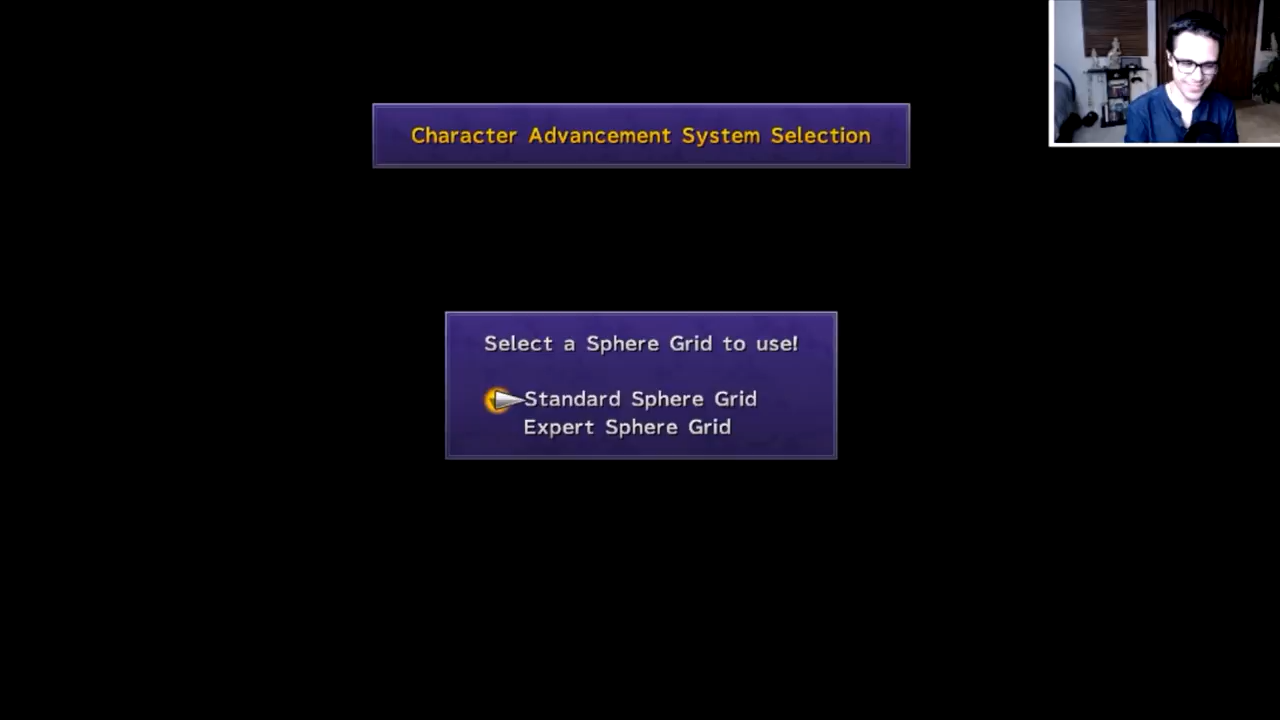 Character Advancement System Selection
Select a Sphere Grid to use!
Standard Sphere Grid
Expert Sphere Grid